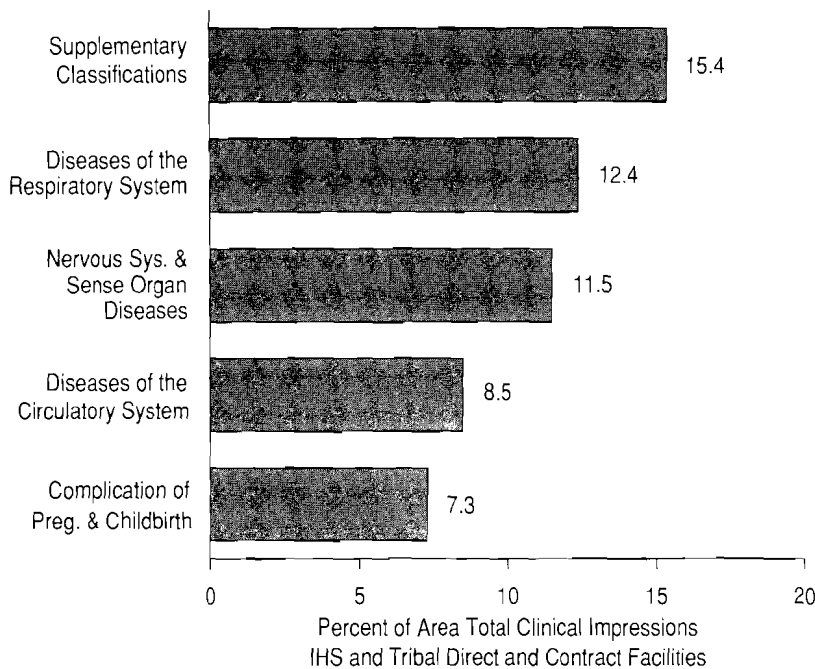 Supplementary
Classifications
15.4
Diseases of the
Respiratory System
12.4
Nervous Sys. &
Sense Organ
Diseases
11.5
Diseases of the
Circulatory System
8.5
Complication of
Preg. & Childbirth
7.3
0 5 10 15 20
Percent of Area Total Clinical Impressions
IHS and Tribal Direct and Contract Facilities